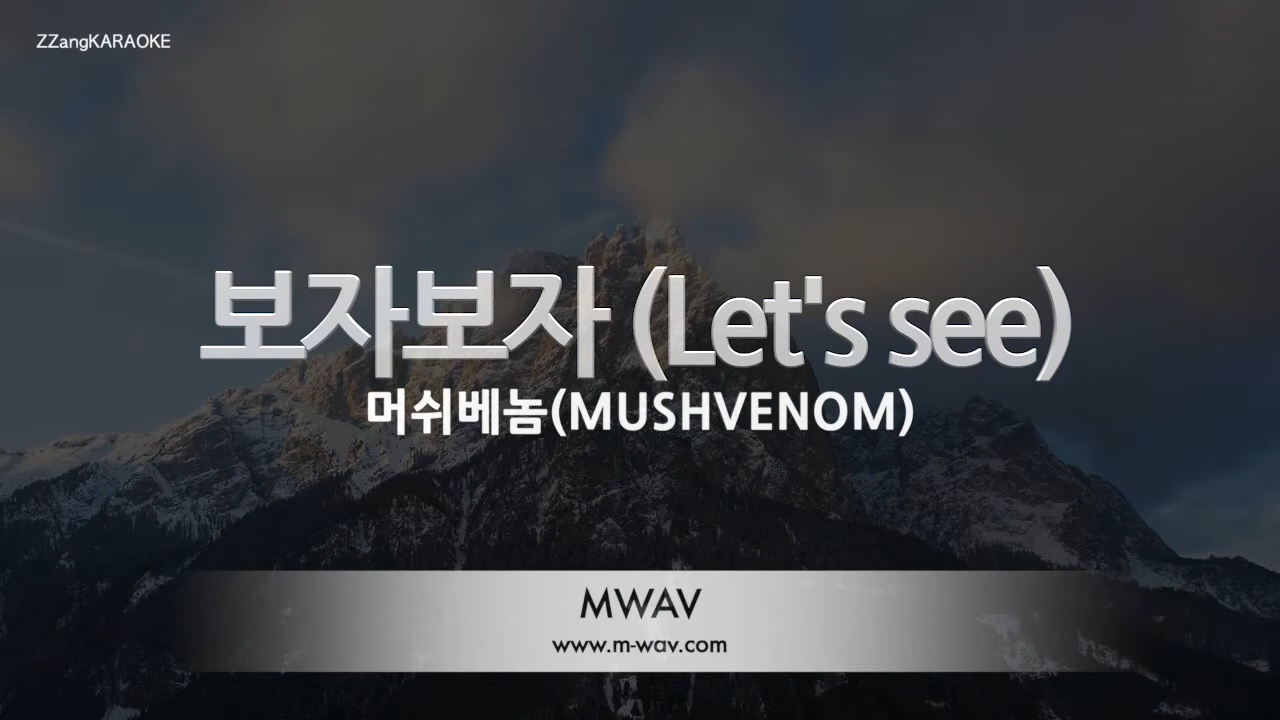 ZZangKARAOKE
보자보자 (Let's see)
머쉬베놈(MUSHVENOM)
MWAV
www.m-wav.com